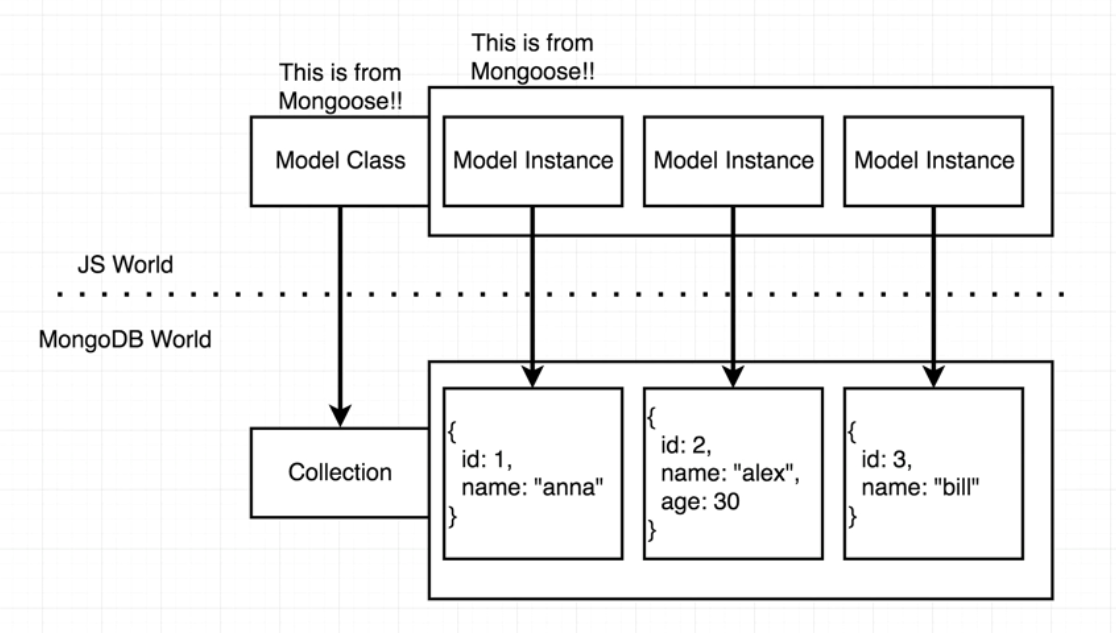 This is from
Mongoose!!
This is from
Mongoose!!
Model Class
Model Instance
Model Instance
Model Instance
JS World
MongoDB World
Collection
{
id: 1,
name: "anna"
}
{
id: 2,
name: "alex",
age: 30
}
{
id: 3,
name: "bill"
}